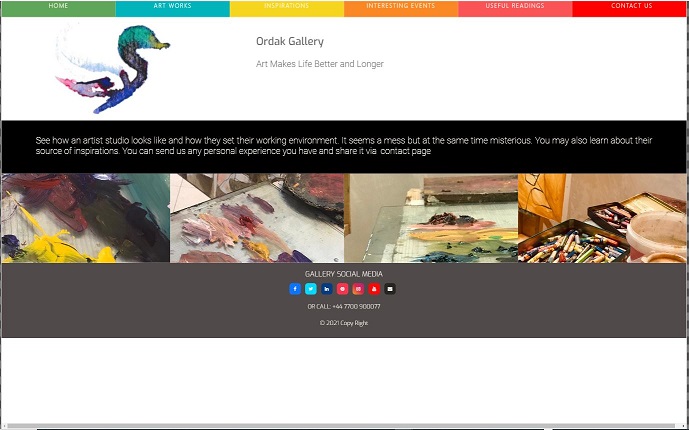 HOME
ART WORKS
INSPIRATIONS
INTERESTING EVENTS
USEFUL READINGS
CONTACT US
Ordak Gallery
Art Makes Life Better and Longer
See how an artist studio looks like and how they set their working environment. It seems a mess but at the same time misterious. You may also learn about their
source of inspirations. You can send us any personal experience you have and share it via contact page
GALLERY SOCIAL MEDIA
OR CALL: +44 7700 900077
© 2021 Copy Right